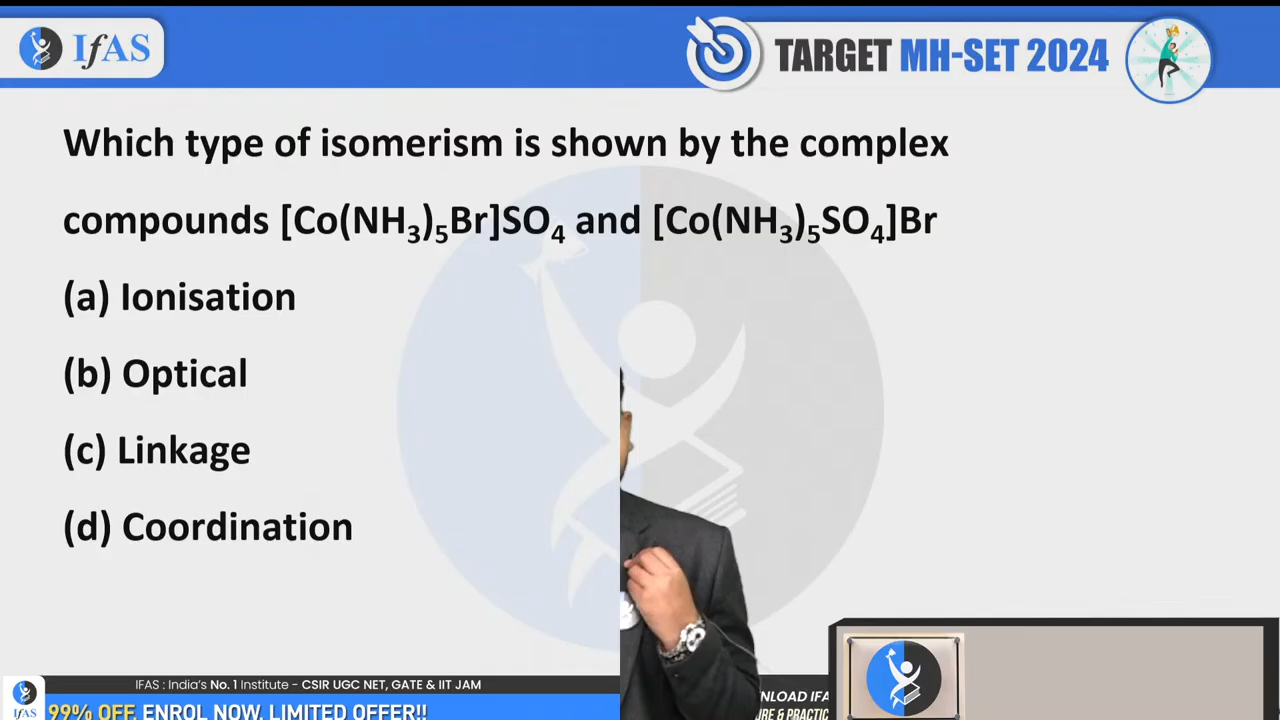 IfAS
TARGET MH-SET 2024
Which type of isomerism is shown by the complex
compounds [Co(NH₃)₅Br]SO₄ and [Co(NH₃)₅SO₄]Br
(a) Ionisation
(b) Optical
(c) Linkage
(d) Coordination
IFAS : India's No. 1 Institute - CSIR UGC NET, GATE & IIT JAM
IfAS
99% OFF, ENROL NOW, LIMITED OFFER!!